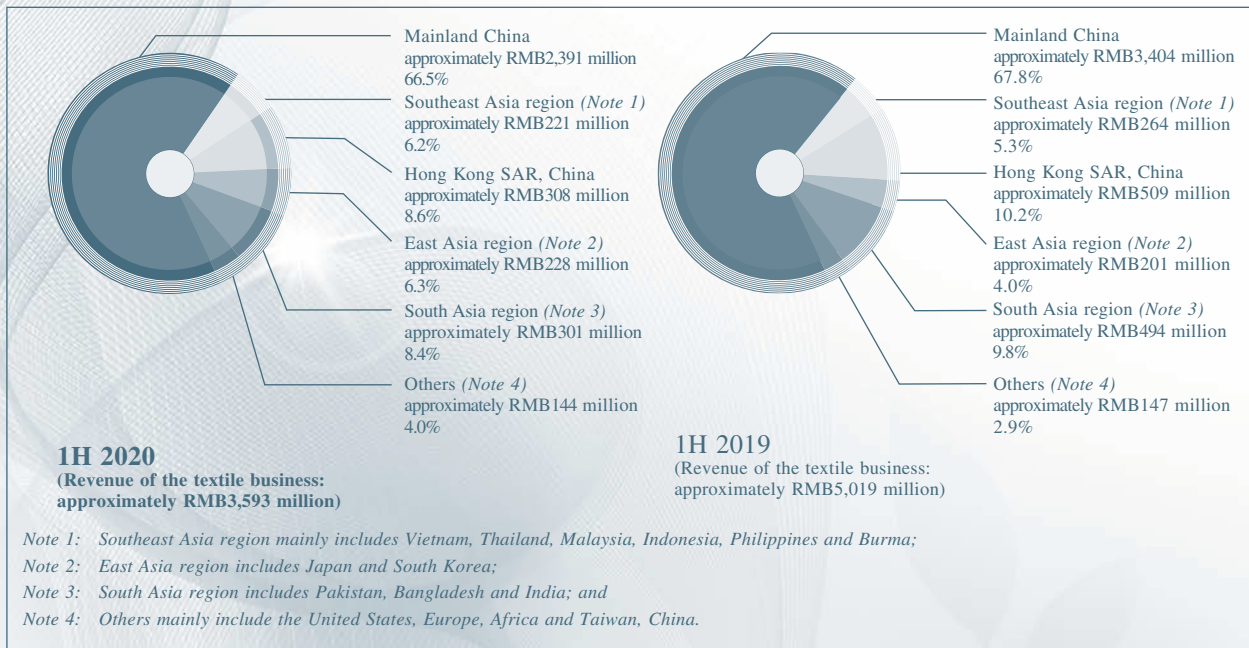 Mainland China
approximately RMB2,391 million
66.5%
Southeast Asia region (Note 1)
approximately RMB221 million
6.2%
Hong Kong SAR, China
approximately RMB308 million
8.6%
East Asia region (Note 2)
approximately RMB228 million
6.3%
South Asia region (Note 3)
approximately RMB301 million
8.4%
Others (Note 4)
approximately RMB144 million
4.0%
1H 2020
(Revenue of the textile business:
approximately RMB3,593 million)
Mainland China
approximately RMB3,404 million
67.8%
Southeast Asia region (Note 1)
approximately RMB264 million
5.3%
Hong Kong SAR, China
approximately RMB509 million
10.2%
East Asia region (Note 2)
approximately RMB201 million
4.0%
South Asia region (Note 3)
approximately RMB494 million
9.8%
Others (Note 4)
approximately RMB147 million
2.9%
1H 2019
(Revenue of the textile business:
approximately RMB5,019 million)
Note 1: Southeast Asia region mainly includes Vietnam, Thailand, Malaysia, Indonesia, Philippines and Burma;
Note 2: East Asia region includes Japan and South Korea;
Note 3: South Asia region includes Pakistan, Bangladesh and India; and
Note 4: Others mainly include the United States, Europe, Africa and Taiwan, China.